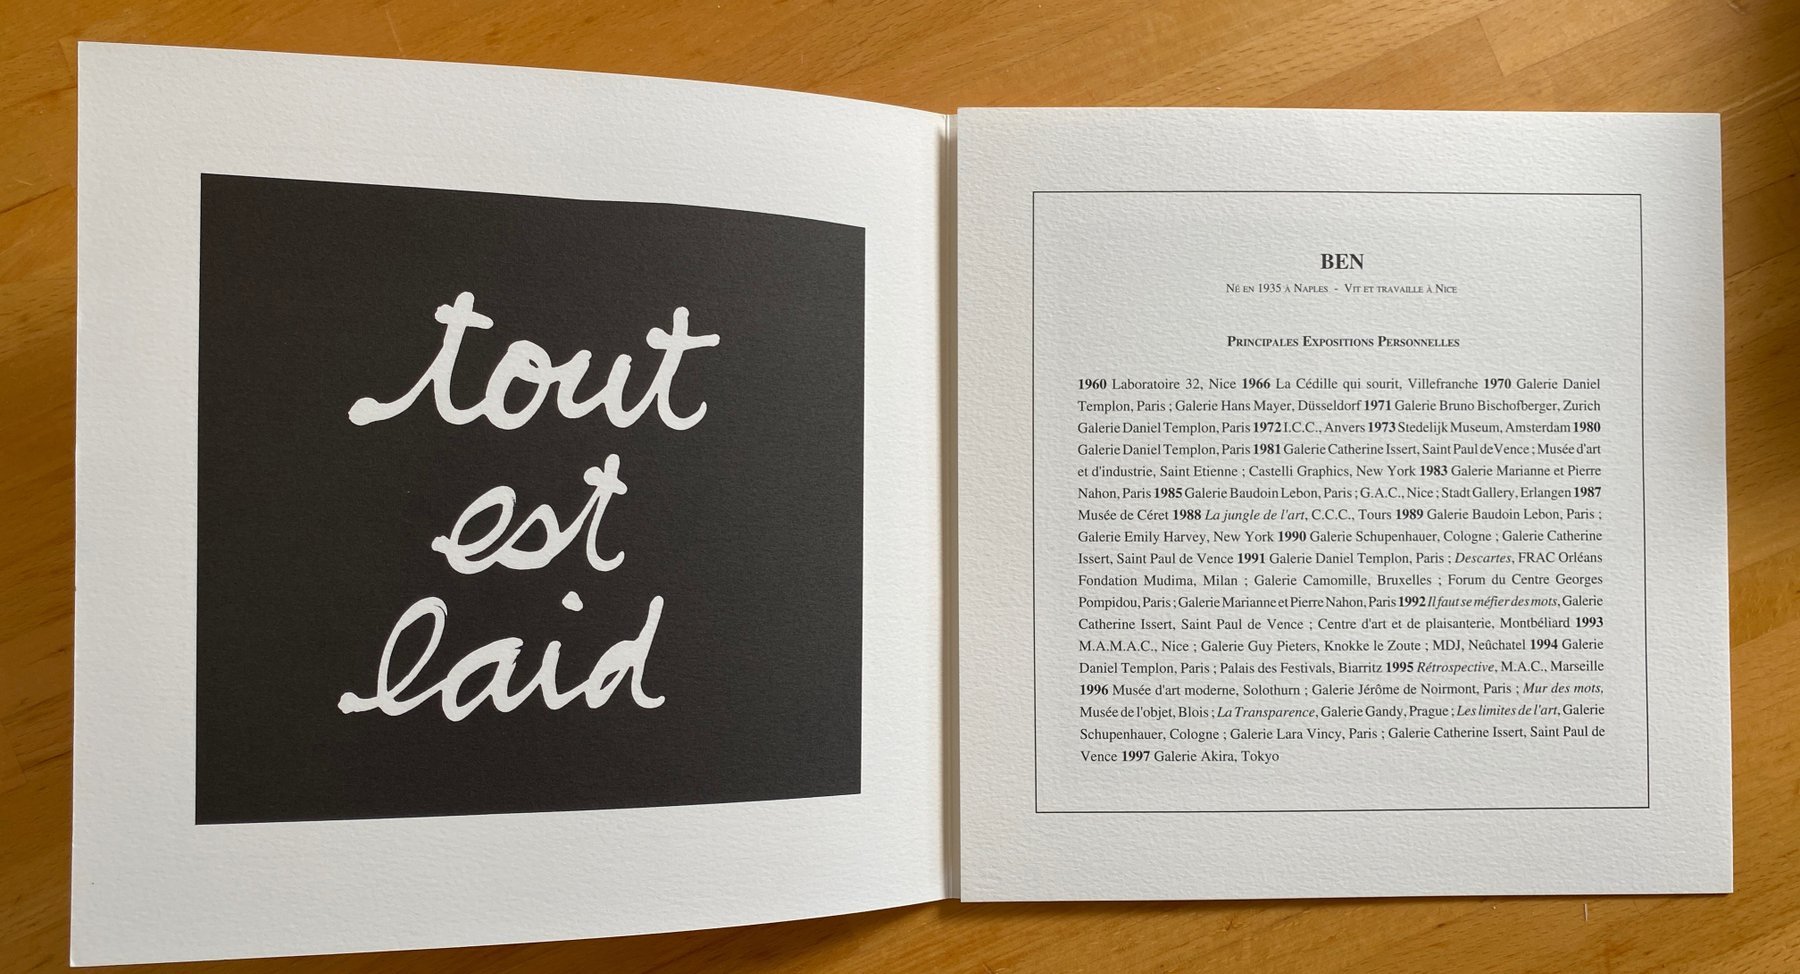 tout
est
laid
BEN
Né en 1935 à Naples - Vit et travaille à Nice
Principales Expositions Personnelles
1960 Laboratoire 32, Nice 1966 La Cédille qui sourit, Villefranche 1970 Galerie Daniel
Templon, Paris ; Galerie Hans Mayer, Düsseldorf 1971 Galerie Bruno Bischofberger, Zurich
Galerie Daniel Templon, Paris 1972 I.C.C., Anvers 1973 Stedelijk Museum, Amsterdam 1980
Galerie Daniel Templon, Paris 1981 Galerie Catherine Issert, Saint Paul de Vence ; Musée d'art
et d'industrie, Saint Etienne ; Castelli Graphics, New York 1983 Galerie Marianne et Pierre
Nahon, Paris 1985 Galerie Baudoin Lebon, Paris ; G.A.C., Nice ; Stadt Gallery, Erlangen 1987
Musée de Céret 1988 La jungle de l'art, C.C.C., Tours 1989 Galerie Baudoin Lebon, Paris ;
Galerie Emily Harvey, New York 1990 Galerie Schupenhauer, Cologne ; Galerie Catherine
Issert, Saint Paul de Vence 1991 Galerie Daniel Templon, Paris ; Descartes, FRAC Orléans
Fondation Mudima, Milan ; Galerie Camomille, Bruxelles ; Forum du Centre Georges
Pompidou, Paris ; Galerie Marianne et Pierre Nahon, Paris 1992 Il faut se méfier des mots, Galerie
Catherine Issert, Saint Paul de Vence ; Centre d'art et de plaisanterie, Montbéliard 1993
M.A.M.A.C., Nice ; Galerie Guy Pieters, Knokke le Zoute ; MDJ, Neûchatel 1994 Galerie
Daniel Templon, Paris ; Palais des Festivals, Biarritz 1995 Rétrospective, M.A.C., Marseille
1996 Musée d'art moderne, Solothurn ; Galerie Jérôme de Noirmont, Paris ; Mur des mots,
Musée de l'objet, Blois ; La Transparence, Galerie Gandy, Prague ; Les limites de l'art, Galerie
Schupenhauer, Cologne ; Galerie Lara Vincy, Paris ; Galerie Catherine Issert, Saint Paul de
Vence 1997 Galerie Akira, Tokyo